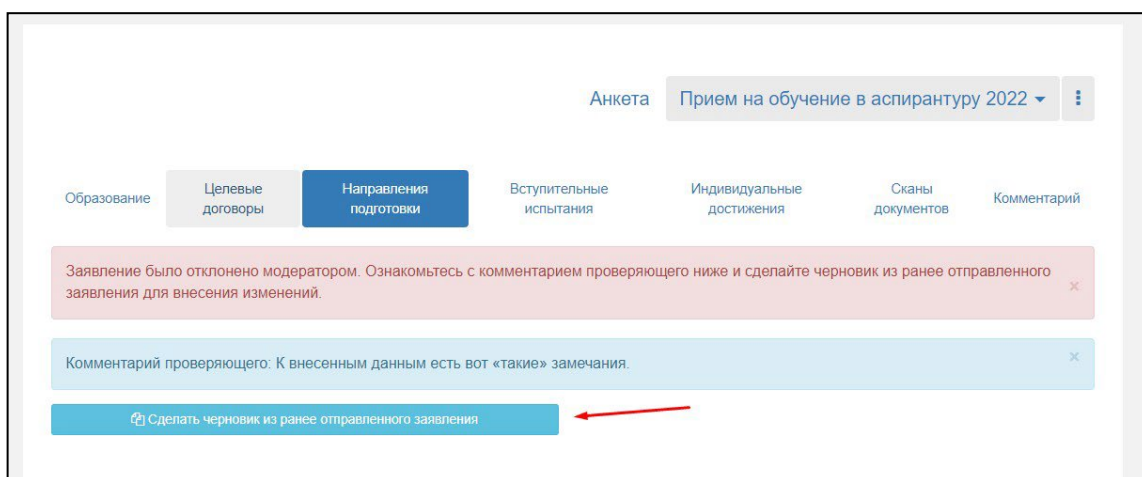 Анкета Прием на обучение в аспирантуру 2022
Образование
Целевые
договоры
Направления
подготовки
Вступительные
испытания
Индивидуальные
достижения
Сканы
документов
Комментарий
Заявление было отклонено модератором. Ознакомьтесь с комментарием проверяющего ниже и сделайте черновик из ранее отправленного
заявления для внесения изменений.
Комментарий проверяющего: К внесенным данным есть вот «такие» замечания.
Сделать черновик из ранее отправленного заявления